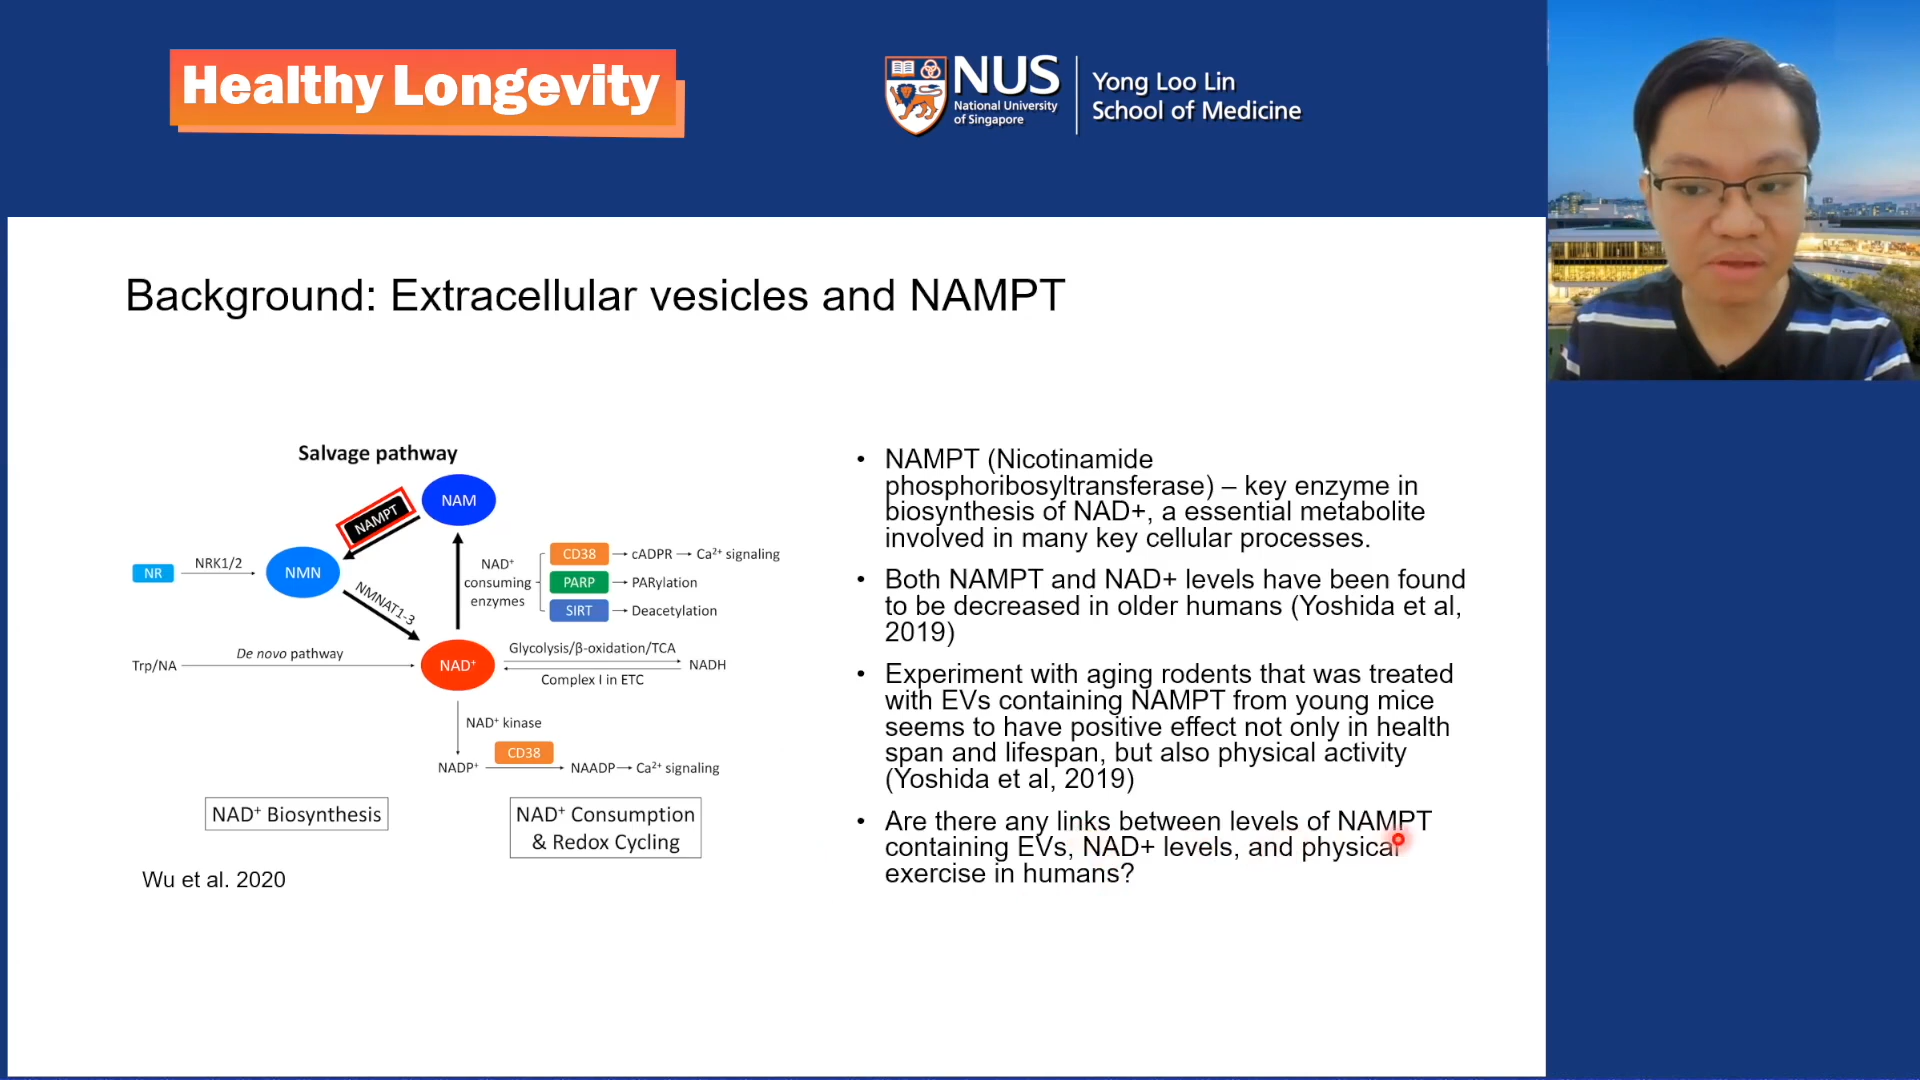 Healthy Longevity
NUS
National University
of Singapore
Yong Loo Lin
School of Medicine
Background: Extracellular vesicles and NAMPT
Salvage pathway
NAM
NAMPT
NR
NRK1/2
NMN
NMNAT1-3
NAD⁺
consuming
enzymes
CD38
cADPR
Ca²⁺ signaling
PARP
PARylation
SIRT
Deacetylation
Trp/NA
De novo pathway
NAD⁺
Glycolysis/β-oxidation/TCA
NADH
Complex I in ETC
NAD⁺ kinase
CD38
NADP⁺
NAADP
Ca²⁺ signaling
NAD⁺ Biosynthesis
NAD⁺ Consumption
& Redox Cycling
Wu et al. 2020
• NAMPT (Nicotinamide
phosphoribosyltransferase) – key enzyme in
biosynthesis of NAD+, a essential metabolite
involved in many key cellular processes.
• Both NAMPT and NAD+ levels have been found
to be decreased in older humans (Yoshida et al,
2019)
• Experiment with aging rodents that was treated
with EVs containing NAMPT from young mice
seems to have positive effect not only in health
span and lifespan, but also physical activity
(Yoshida et al, 2019)
• Are there any links between levels of NAMPT
containing EVs, NAD+ levels, and physical
exercise in humans?